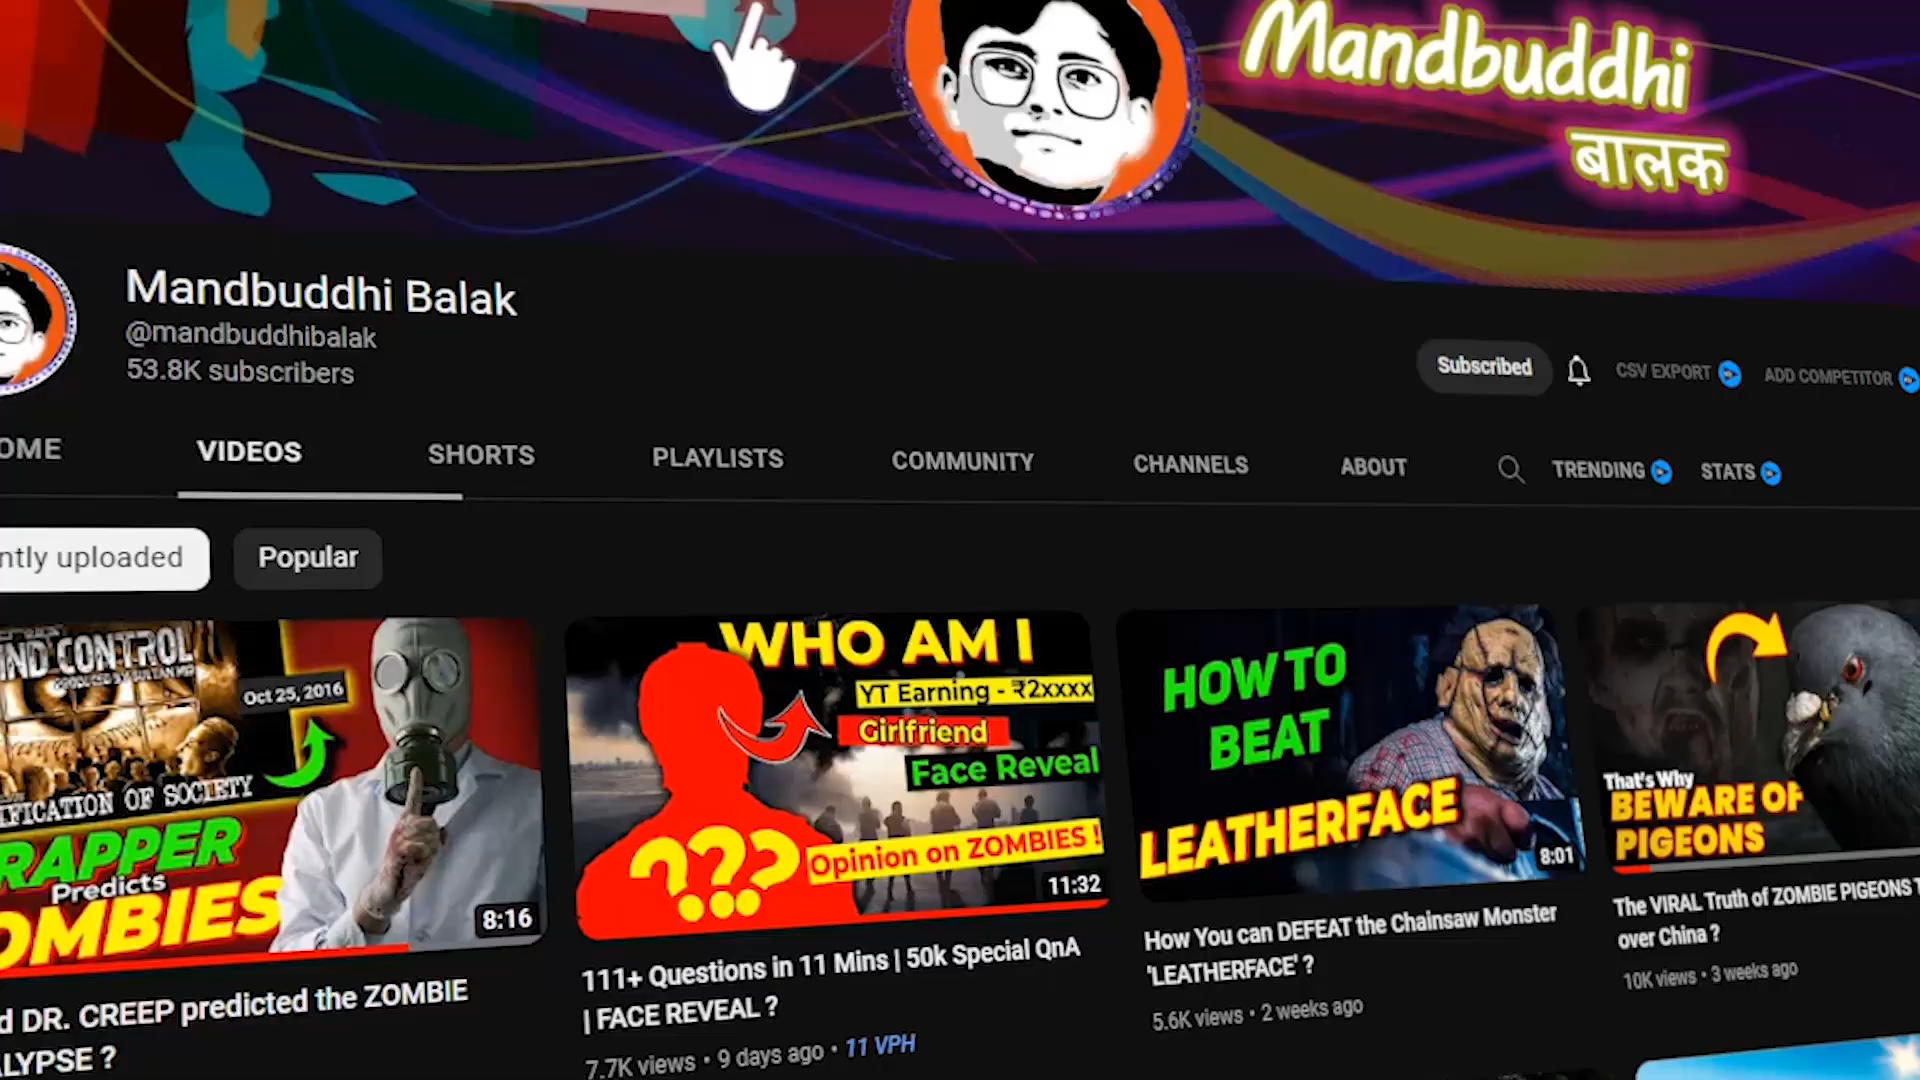 Mandbuddhi
बालक
Mandbuddhi Balak
@mandbuddhibalak
53.8K subscribers
Subscribed
CSV EXPORT
ADD COMPETITOR
OME
VIDEOS
SHORTS
PLAYLISTS
COMMUNITY
CHANNELS
ABOUT
TRENDING
STATS
ntly uploaded
Popular
IND CONTROL
Oct 25, 2016
IFICATION OF SOCIETY
RAPPER
Predicts
OMBIES
8:16
d DR. CREEP predicted the ZOMBIE
LYPSE ?
WHO AM I
YT Earning - ₹2xxxx
Girlfriend
Face Reveal
???
Opinion on ZOMBIES !
11:32
111+ Questions in 11 Mins | 50k Special QnA
| FACE REVEAL ?
7.7K views • 9 days ago • 11 VPH
HOW TO
BEAT
LEATHERFACE
8:01
How You can DEFEAT the Chainsaw Monster
'LEATHERFACE' ?
5.6K views • 2 weeks ago
That's Why
BEWARE OF
PIGEONS
The VIRAL Truth of ZOMBIE PIGEONS T
over China ?
10K views • 3 weeks ago